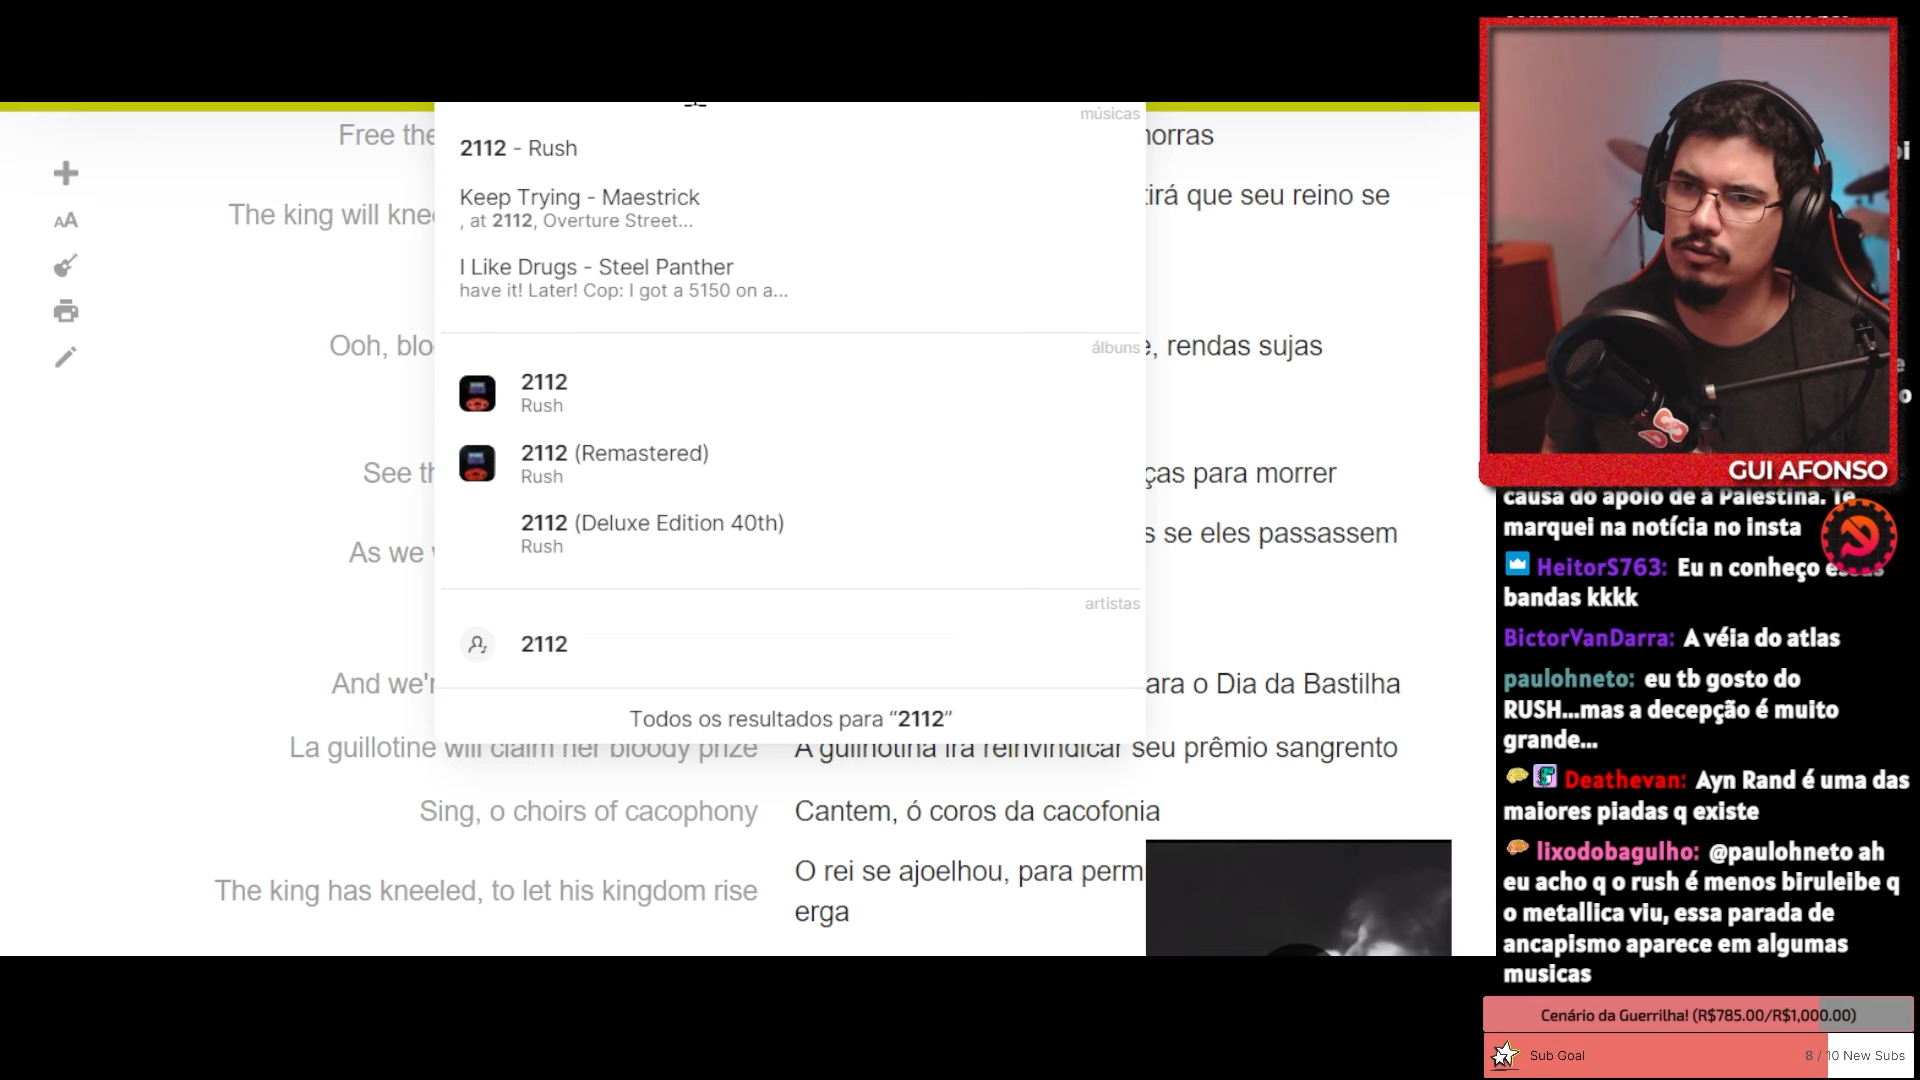 músicas
2112 - Rush
Keep Trying - Maestrick
, at 2112, Overture Street...
I Like Drugs - Steel Panther
have it! Later! Cop: I got a 5150 on a...
álbuns
2112
Rush
2112 (Remastered)
Rush
2112 (Deluxe Edition 40th)
Rush
artistas
2112
Todos os resultados para “2112”
Free the
The king will
Ooh,
See
As we
And we'r
La guillotine will claim her bloody prize
Sing, o choirs of cacophony
The king has kneeled, to let his kingdom rise
que seu reino se
, rendas sujas
para morrer
se eles passassem
o Dia da Bastilha
A guilhotina irá reinvindicar seu prêmio sangrento
Cantem, ó coros da cacofonia
O rei se ajoelhou, para perm
erga
AA
GUI AFONSO
causa do apoio de à Palestina. Te
marquei na notícia no insta
HeitorS763: Eu n conheço essas
bandas kkkk
BictorVanDarra: A véia do atlas
paulohneto: eu tb gosto do
RUSH...mas a decepção é muito
grande...
Deathevan: Ayn Rand é uma das
maiores piadas q existe
lixodobagulho: @paulohneto ah
eu acho q o rush é menos biruleibe q
o metallica viu, essa parada de
ancapismo aparece em algumas
musicas
Cenário da Guerrilha! (R$785.00/R$1,000.00)
Sub Goal
8 / 10 New Subs